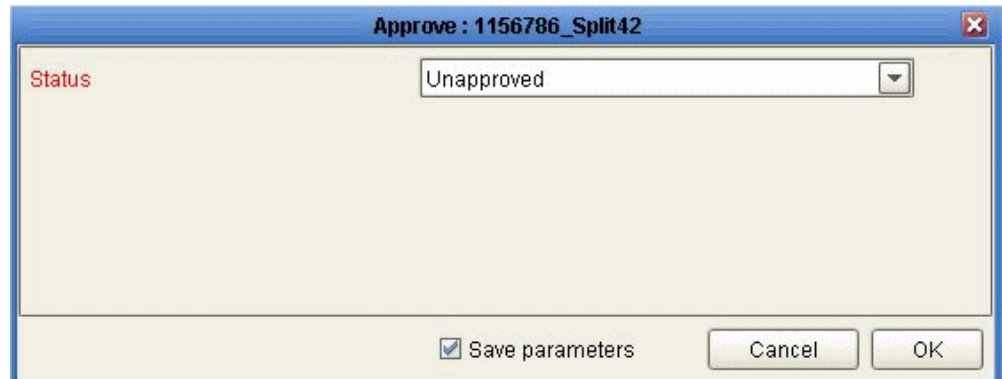 Approve : 1156786_Split42
Status Unapproved
Save parameters Cancel OK